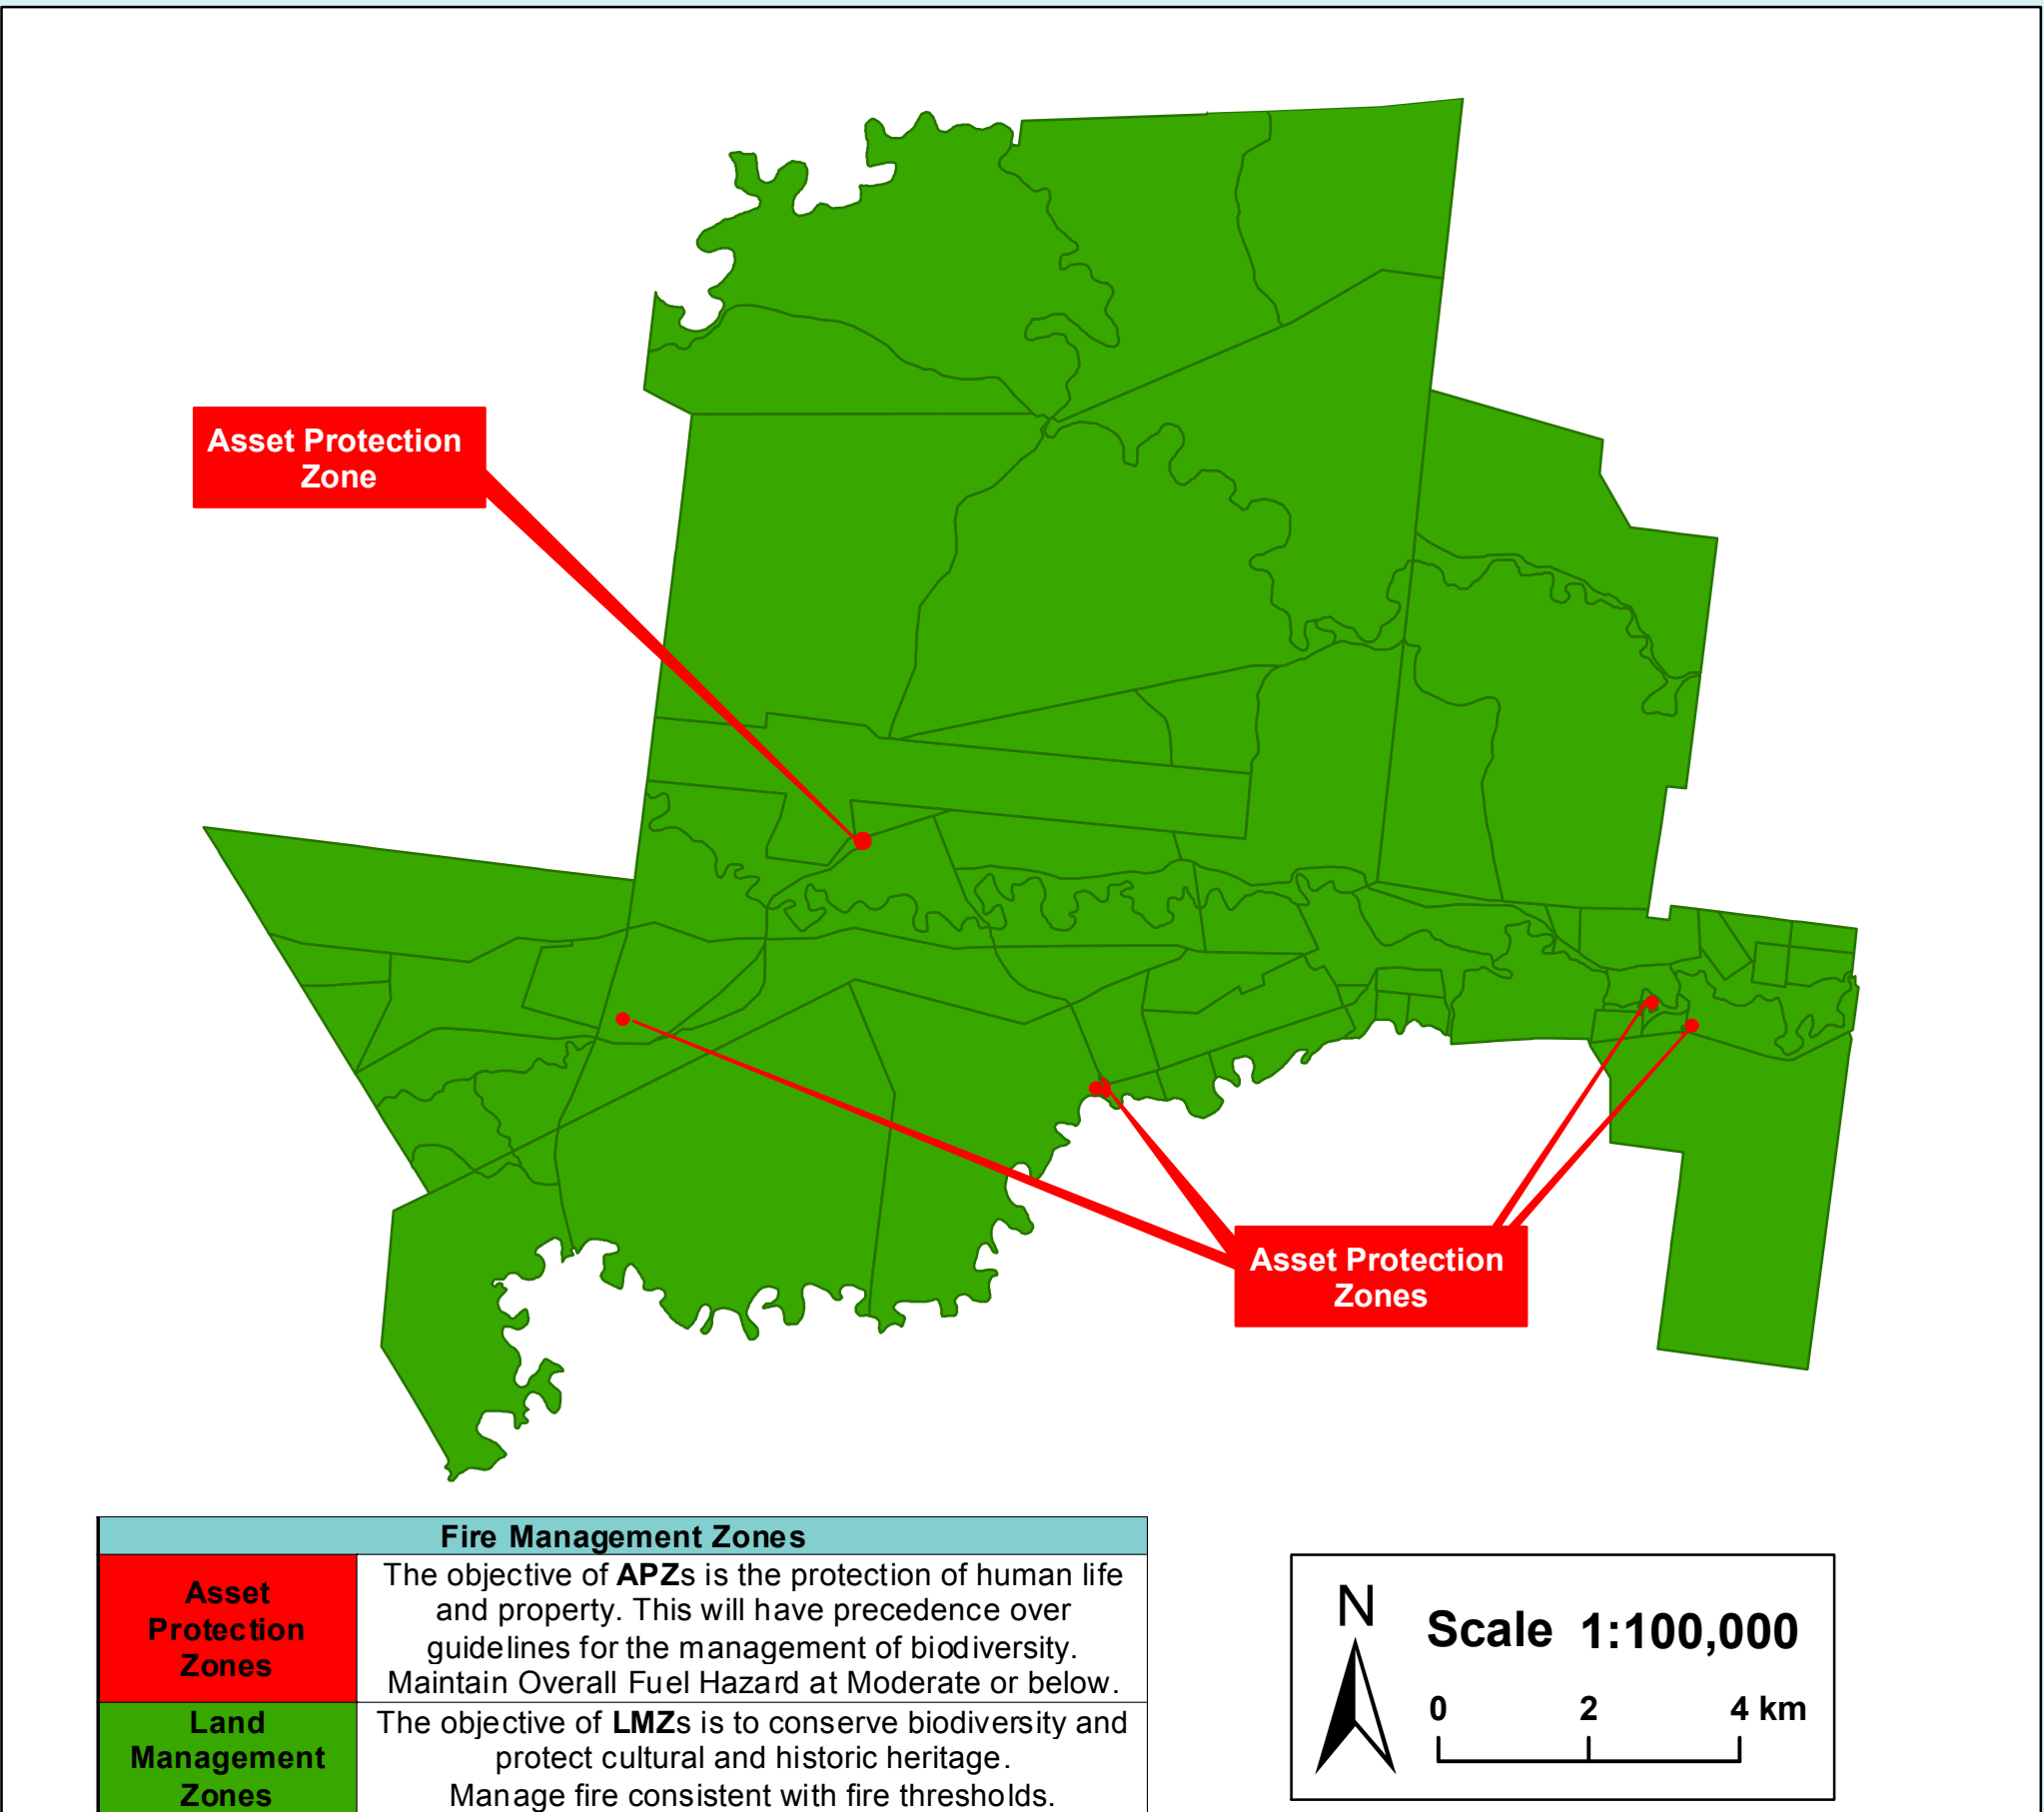 Asset Protection
Zone
Asset Protection
Zones
Fire Management Zones
Asset
Protection
Zones
The objective of APZs is the protection of human life
and property. This will have precedence over
guidelines for the management of biodiversity.
Maintain Overall Fuel Hazard at Moderate or below.
Land
Management
Zones
The objective of LMZs is to conserve biodiversity and
protect cultural and historic heritage.
Manage fire consistent with fire thresholds.
N
Scale 1:100,000
0 2 4 km